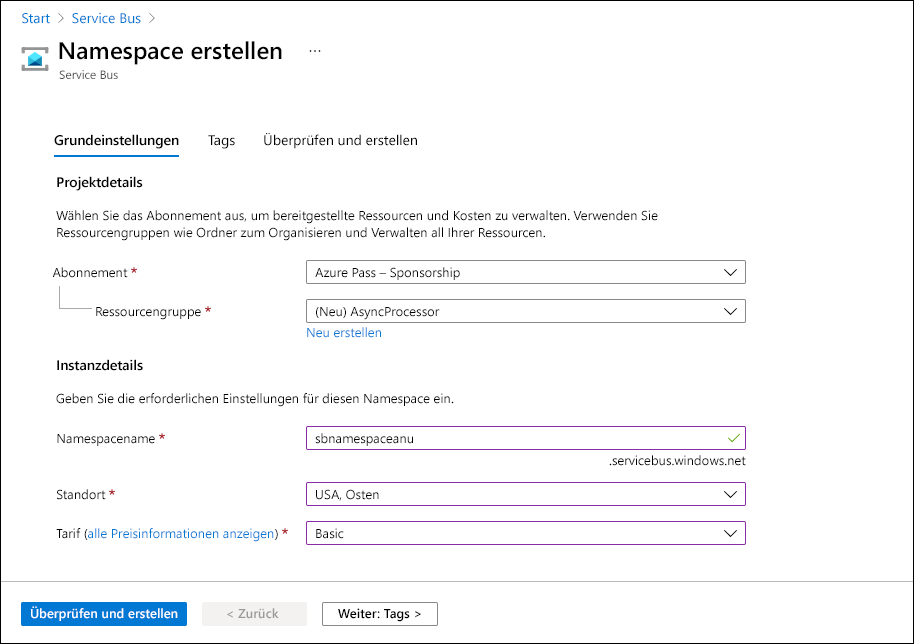 Start > Service Bus >
Namespace erstellen ...
Service Bus
Grundeinstellungen Tags Überprüfen und erstellen
Projektdetails
Wählen Sie das Abonnement aus, um bereitgestellte Ressourcen und Kosten zu verwalten. Verwenden Sie
Ressourcengruppen wie Ordner zum Organisieren und Verwalten all Ihrer Ressourcen.
Abonnement * Azure Pass – Sponsorship
Ressourcengruppe * (Neu) AsyncProcessor
Neu erstellen
Instanzdetails
Geben Sie die erforderlichen Einstellungen für diesen Namespace ein.
Namespacename * sbnamespaceanu
.servicebus.windows.net
Standort * USA, Osten
Tarif (alle Preisinformationen anzeigen) * Basic
Überprüfen und erstellen < Zurück Weiter: Tags >